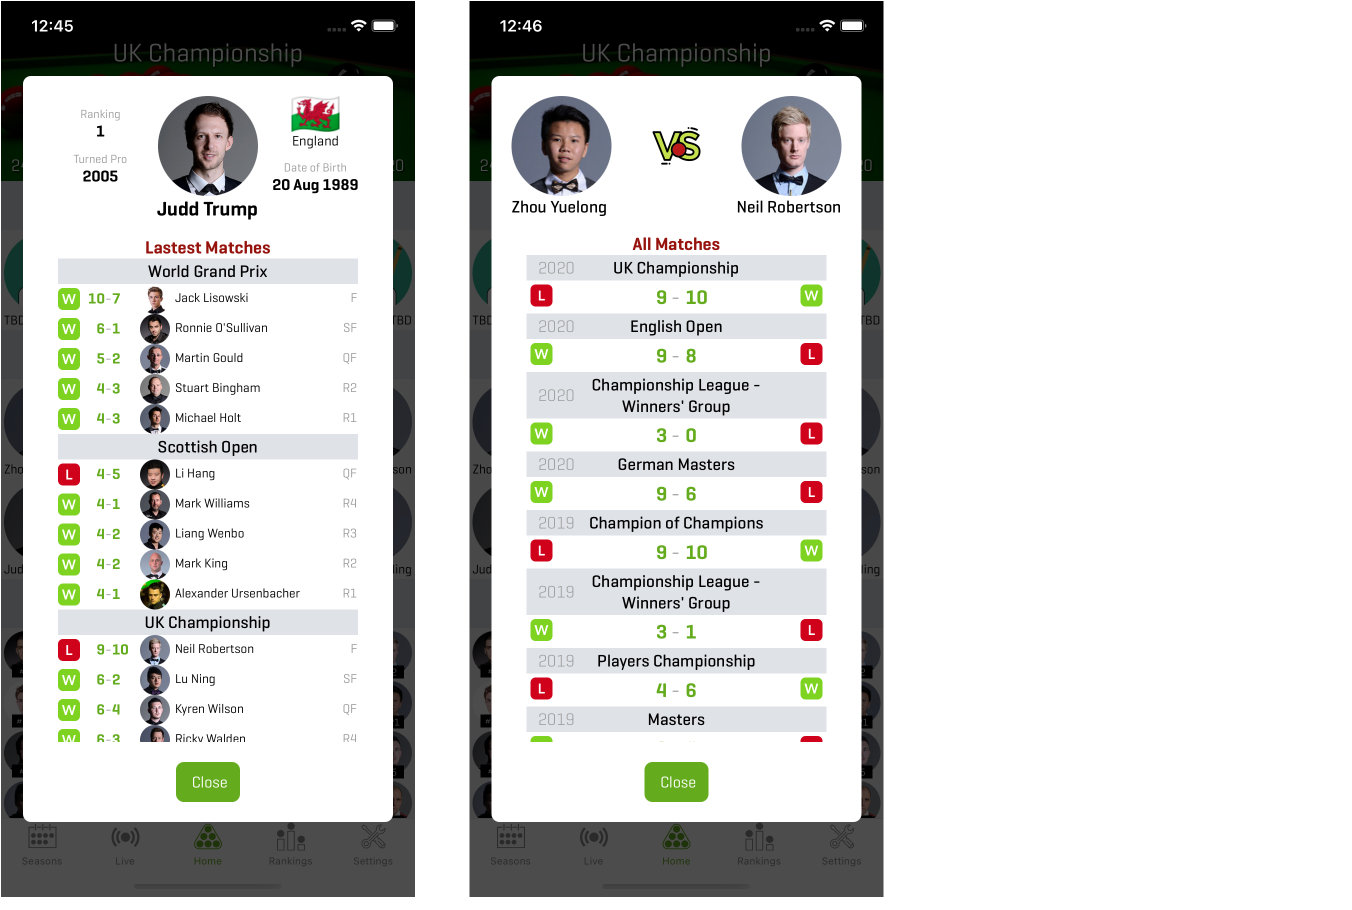 12:45
UK Championship
Ranking
1
Turned Pro
2005
England
Date of Birth
20 Aug 1989
Judd Trump
Lastest Matches
World Grand Prix
W 10-7 Jack Lisowski F
W 6-1 Ronnie O'Sullivan SF
W 5-2 Martin Gould QF
W 4-3 Stuart Bingham R2
W 4-3 Michael Holt R1
Scottish Open
L 4-5 Li Hang QF
W 4-1 Mark Williams R4
W 4-2 Liang Wenbo R3
W 4-2 Mark King R2
W 4-1 Alexander Ursenbacher R1
UK Championship
L 9-10 Neil Robertson F
W 6-2 Lu Ning SF
W 6-4 Kyren Wilson QF
W 6-3 Ricky Walden R4
Close
Seasons Live Home Rankings Settings
12:46
UK Championship
VS
Zhou Yuelong Neil Robertson
All Matches
2020 UK Championship
L 9 - 10 W
2020 English Open
W 9 - 8 L
2020 Championship League -
Winners' Group
W 3 - 0 L
2020 German Masters
W 9 - 6 L
2019 Champion of Champions
L 9 - 10 W
2019 Championship League -
Winners' Group
W 3 - 1 L
2019 Players Championship
L 4 - 6 W
2019 Masters
Close
Seasons Live Home Rankings Settings